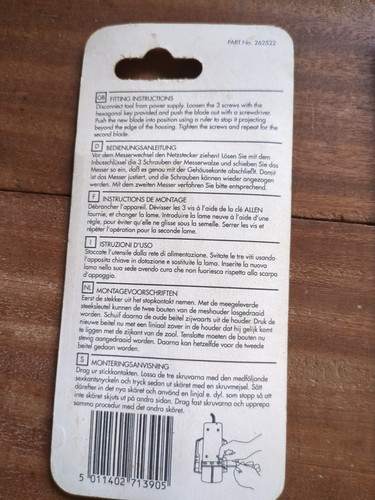 PART No. 262522
GB FITTING INSTRUCTIONS
Disconnect tool from power supply. Loosen the 3 screws with the
hexagonal key provided and push the blade out with a screwdriver.
Push the new blade into position using a ruler to stop it projecting
beyond the edge of the housing. Tighten the screws and repeat for the
second blade.
D BEDIENUNGSANLEITUNG
Vor dem Messerwechsel den Netzstecker ziehen! Lösen Sie mit dem
Inbusschlüssel die 3 Schrauben der Messerwalze und schieben Sie das
Messer so ein, daß es genau mit der Gehäusekante abschließt. Damit
ist das Messer justiert, und die Schrauben können wieder angezogen
werden. Mit dem zweiten Messer verfahren Sie bitte entsprechend.
F INSTRUCTIONS DE MONTAGE
Débrancher l'appareil. Dévisser les 3 vis à l'aide de la clé ALLEN
fournie, et changer la lame. Introduire la lame neuve à l'aide d'une
règle, pour éviter qu'elle ne glisse sous la semelle. Serrer les vis et
répéter l'opération pour la seconde lame.
I ISTRUZIONI D'USO
Staccate l'utensile dalla rete di alimentazione. Svitate le tre viti usando
l'apposita chiave in dotazione e sostituite la lama. Inserite la nuova
lama nella sua sede avendo cura che non fuoriesca rispetto alla scarpa
d'appoggio.
NL MONTAGEVOORSCHRIFTEN
Eerst de stekker uit het stopkontakt nemen. Met de meegeleverde
steeksleutel kunnen de twee bouten van de meshouder losgedraaid
worden. Schuif daarna de oude beitel zijwaarts uit de houder. Druk de
nieuwe beitel nu met een liniaal zover in de houder dat hij gelijk komt
te liggen met de zijkant van de zool. Tenslotte moeten de bouten nu
stevig aangedraaid worden. Daarna kan hetzelfde voor de tweede
beitel gedaan worden.
S MONTERINGSANVISNING
Drag ur stickkontakten. Lossa de tre skruvarna med den medföljande
sexkantsnyckeln och tryck sedan ut skäret med en skruvmejsel. Sätt
därefter in det nya skäret och använd en linjal e. dyl. som stopp så att
inte skäret skjuts ut på andra sidan. Drag fast skruvarna och upprepa
samma procedur med det andra skäret.
5 011402 713905